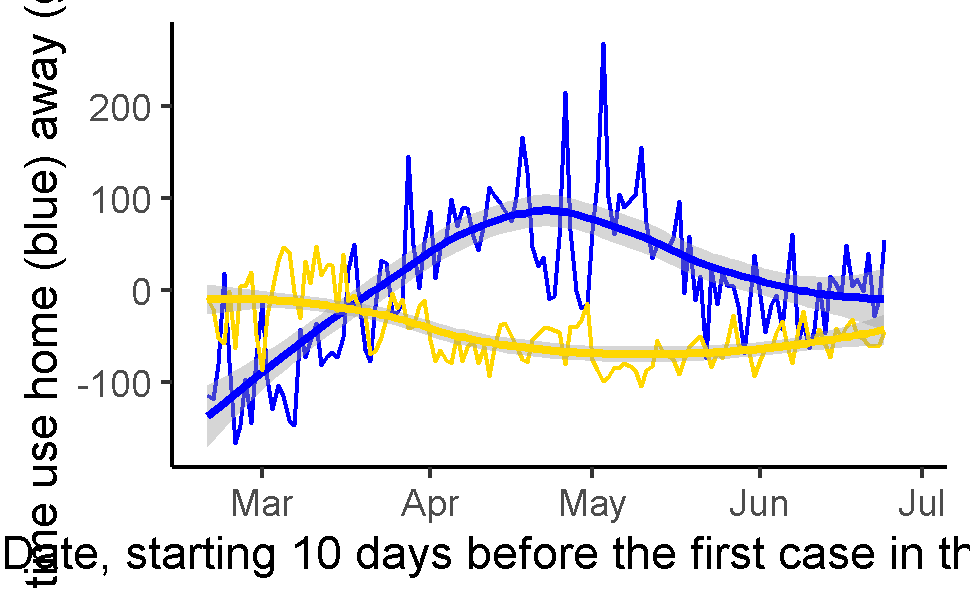 time use home (blue) away (
200
100
0
-100
Mar Apr May Jun Jul
Date, starting 10 days before the first case in th